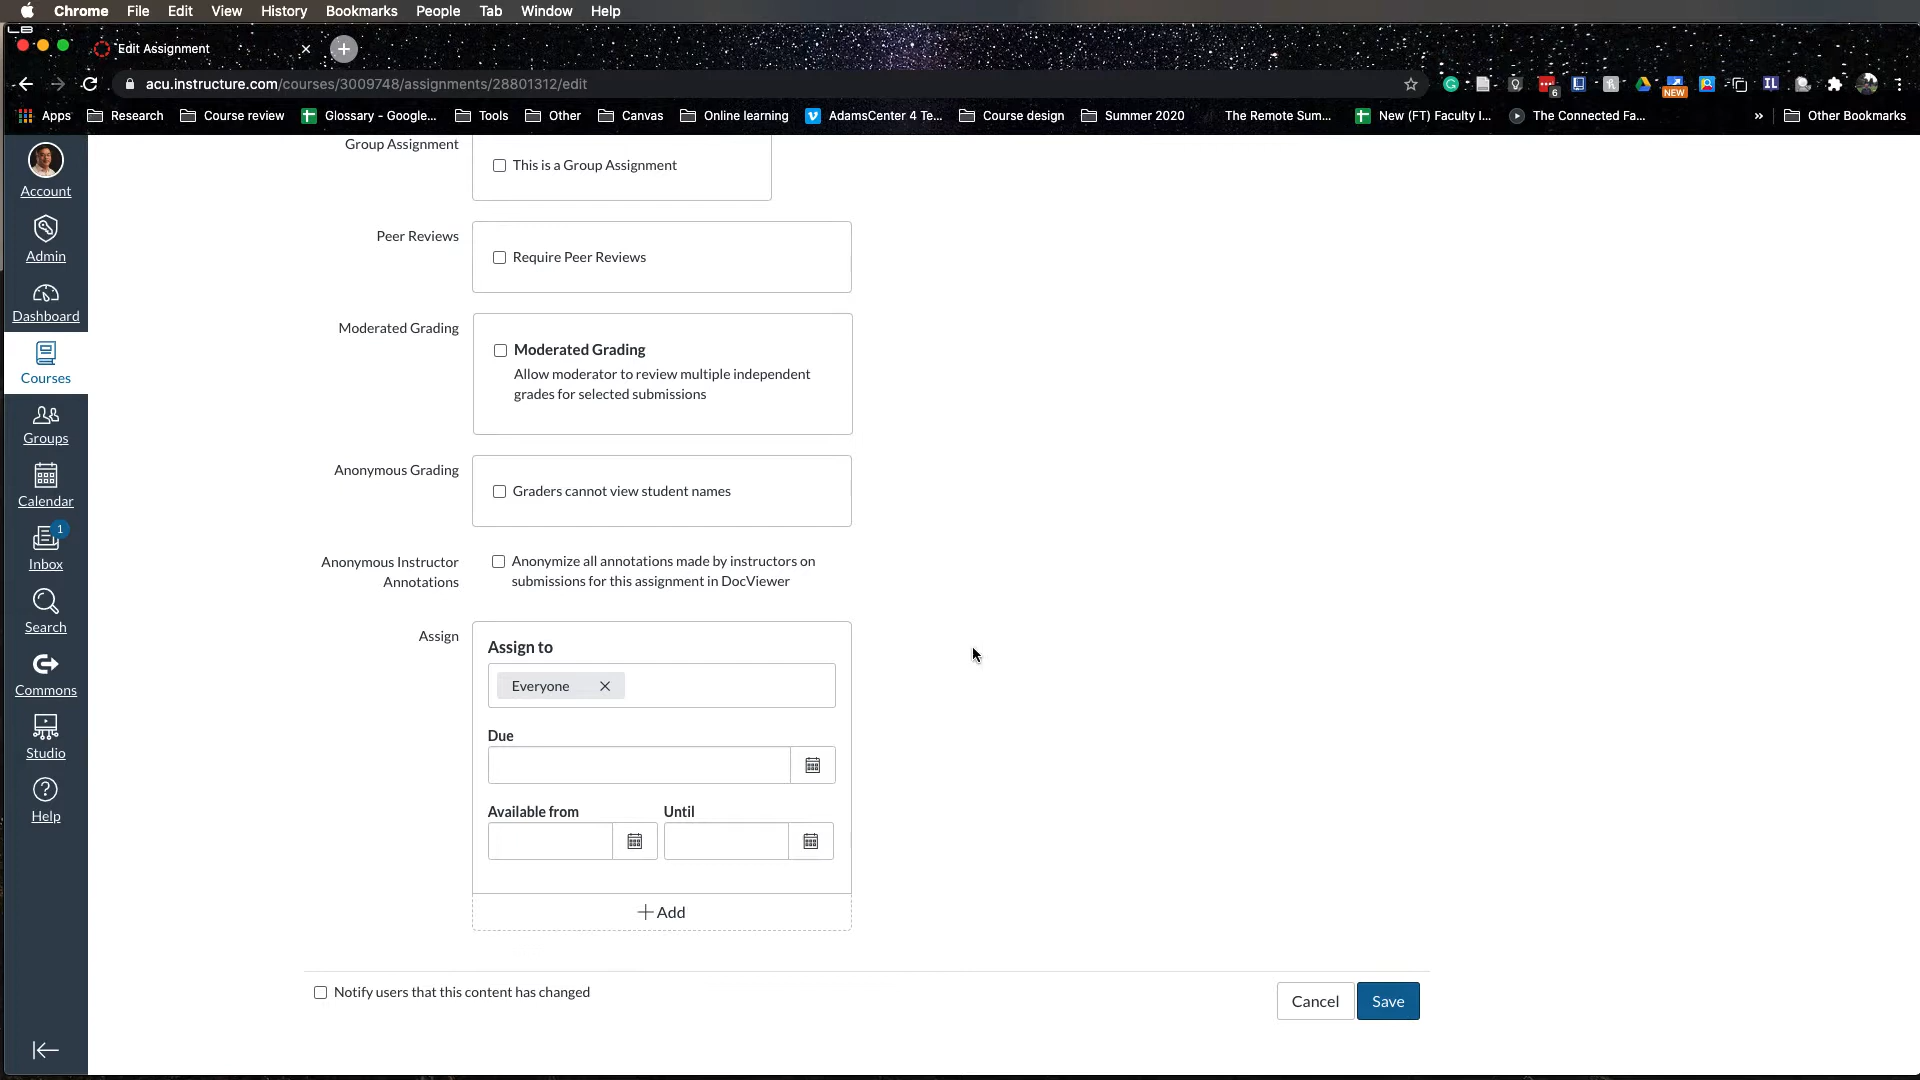 Chrome File Edit View History Bookmarks People Tab Window Help
Edit Assignment
acu.instructure.com/courses/3009748/assignments/28801312/edit
6
NEW
IL
Apps Research Course review Glossary - Google... Tools Other Canvas Online learning AdamsCenter 4 Te... Course design Summer 2020 The Remote Sum... New (FT) Faculty I... The Connected Fa... » Other Bookmarks
Account
Admin
Dashboard
Courses
Groups
Calendar
1
Inbox
Search
Commons
Studio
Help
Group Assignment
This is a Group Assignment
Peer Reviews
Require Peer Reviews
Moderated Grading
Moderated Grading
Allow moderator to review multiple independent
grades for selected submissions
Anonymous Grading
Graders cannot view student names
Anonymous Instructor
Annotations
Anonymize all annotations made by instructors on
submissions for this assignment in DocViewer
Assign
Assign to
Everyone
Due
Available from Until
+ Add
Notify users that this content has changed
Cancel Save